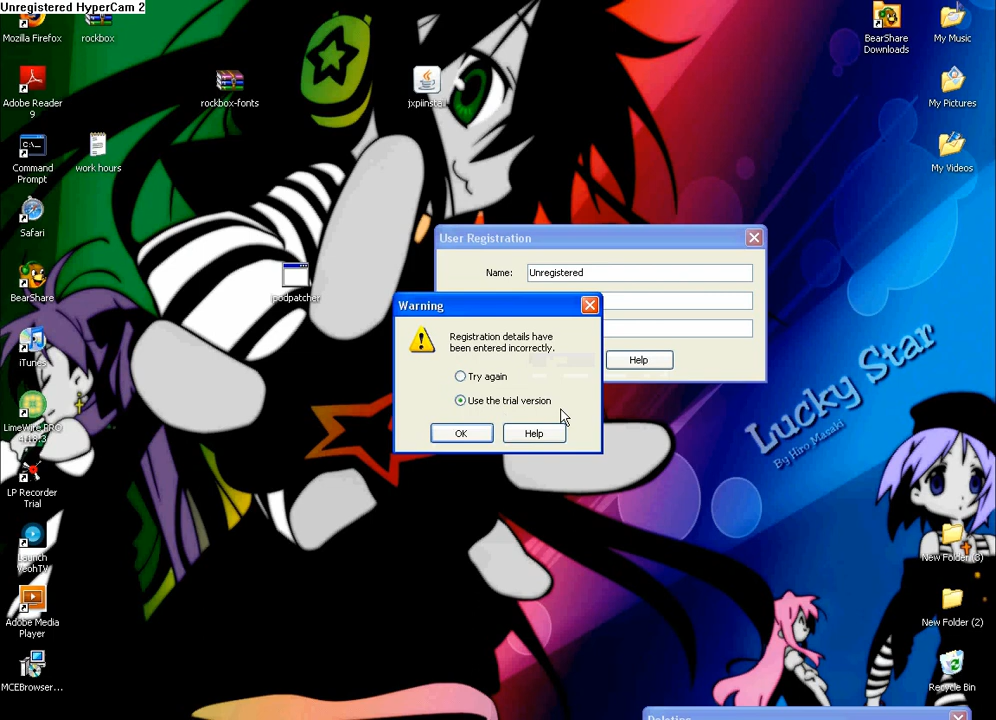 Unregistered HyperCam 2
Mozilla Firefox
rockbox
BearShare
Downloads
My Music
Adobe Reader
9
rockbox-fonts
My Pictures
Command
Prompt
work hours
My Videos
Safari
User Registration
Name:
Unregistered
BearShare
podpatcher
Warning
Registration details have
been entered incorrectly.
iTunes
Help
Try again
Use the trial version
LimeWire PRO
OK
Help
Lucky Star
By Hiro Masaki
LP Recorder
Trial
Launch
VeohTV
New Folder (3)
Adobe Media
Player
New Folder (2)
MCEBrowser...
Recycle Bin